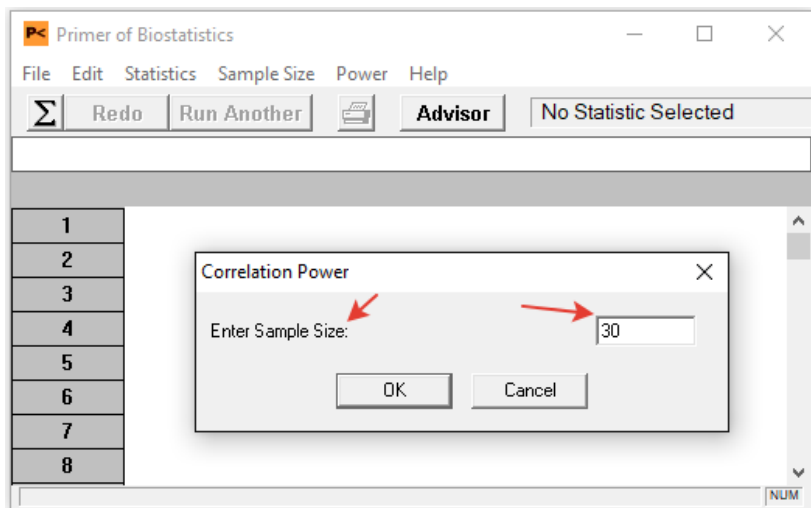 P< Primer of Biostatistics
File Edit Statistics Sample Size Power Help
Σ Redo Run Another Advisor No Statistic Selected
1
2
3
4
5
6
7
8
Correlation Power
Enter Sample Size: 30
OK Cancel
NUM